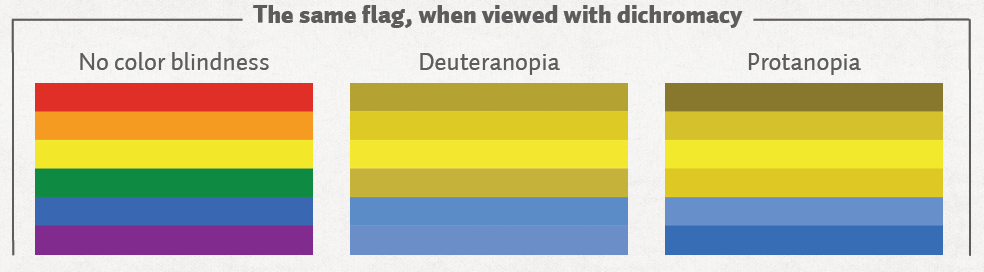 The same flag, when viewed with dichromacy
No color blindness
Deuteranopia
Protanopia